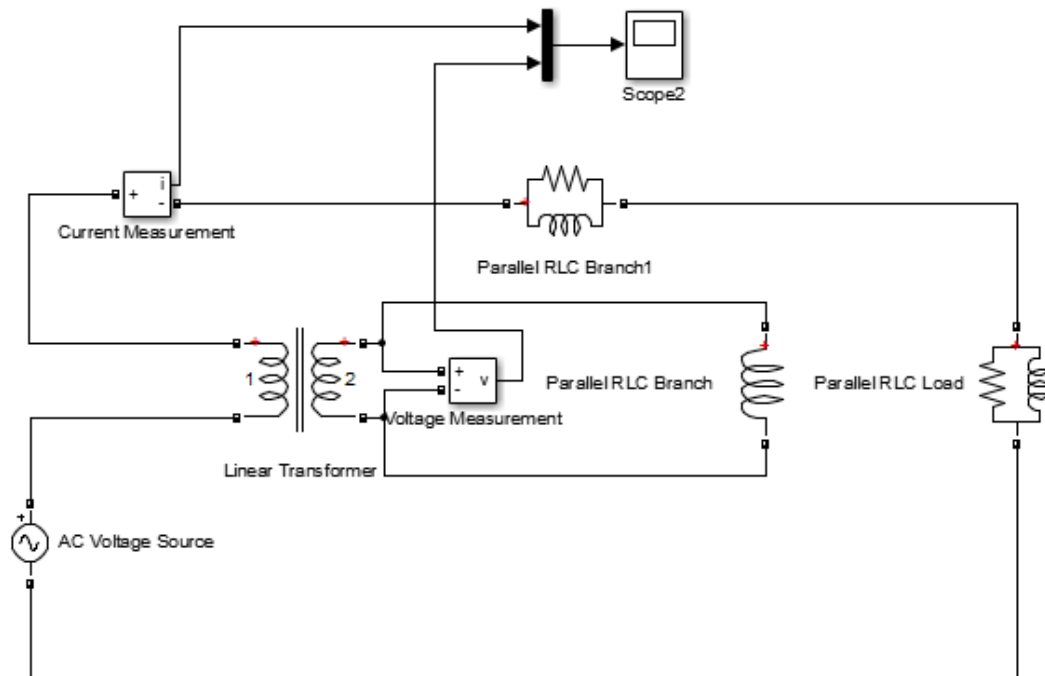 Scope2
i
+
-
Current Measurement
Parallel RLC Branch1
1
2
+
-
v
Voltage Measurement
Parallel RLC Branch
Parallel RLC Load
Linear Transformer
+
AC Voltage Source